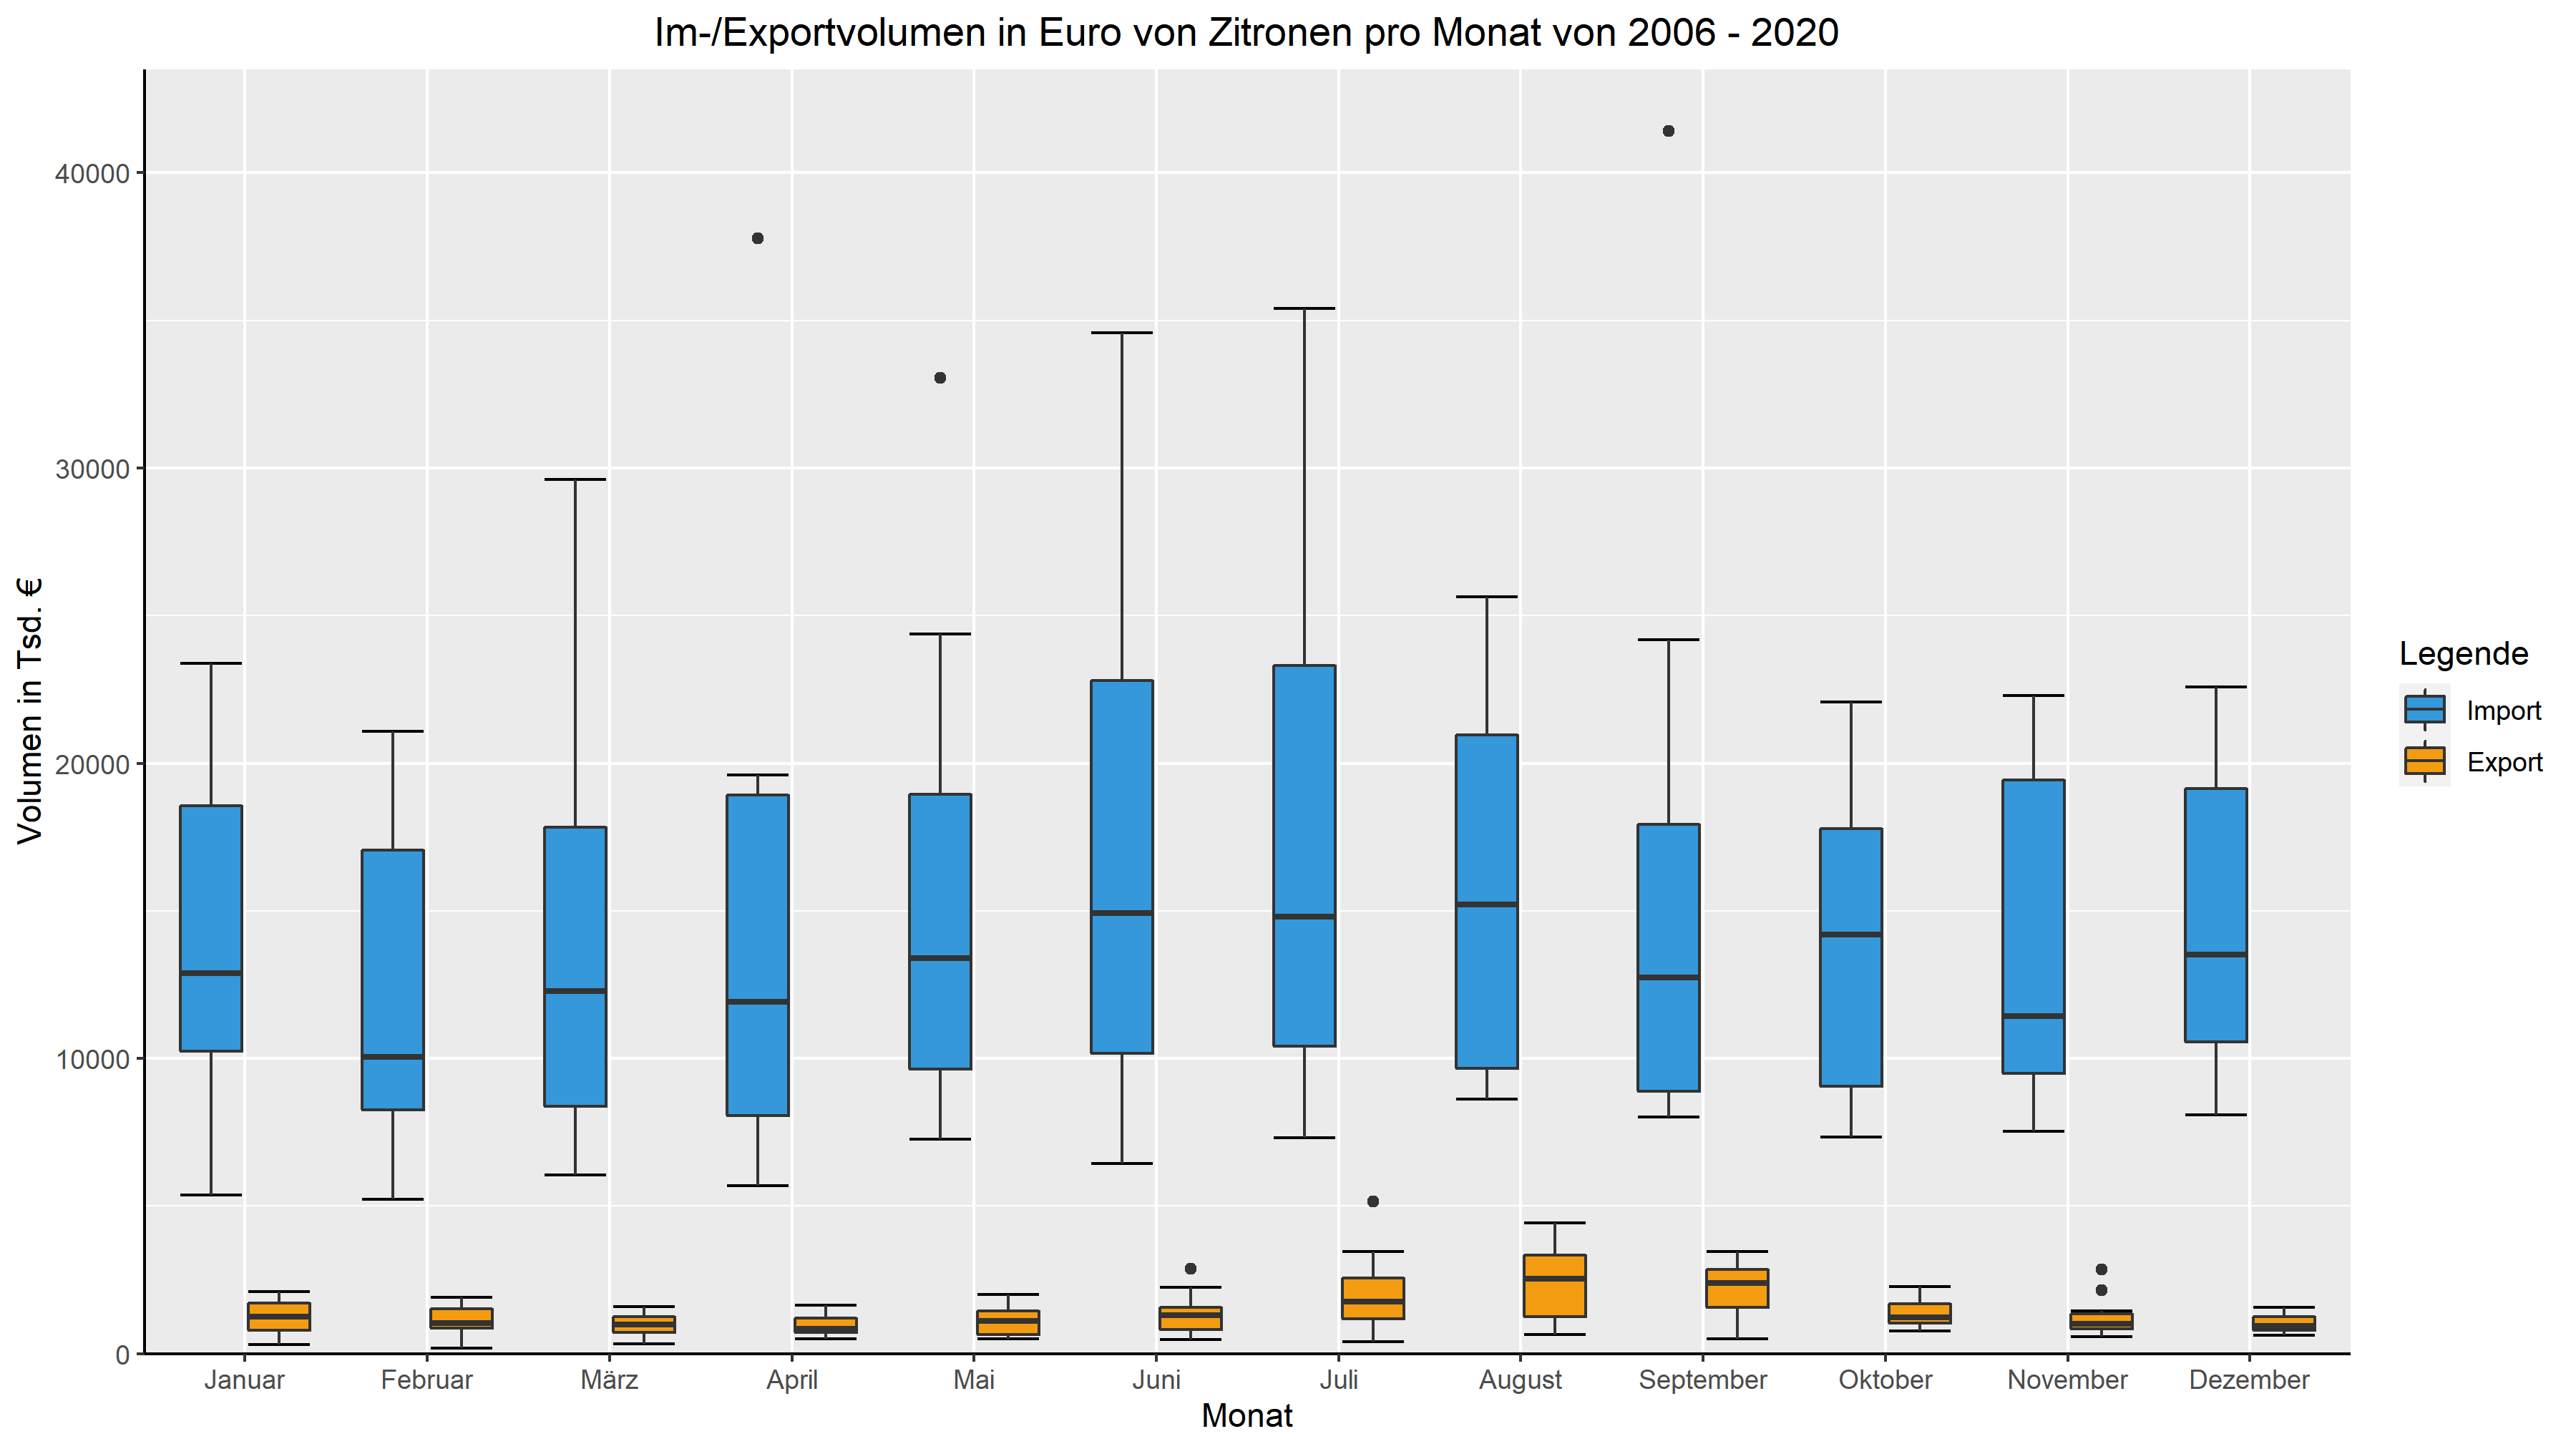 Im-/Exportvolumen in Euro von Zitronen pro Monat von 2006 - 2020
Volumen in Tsd. €
40000
30000
20000
10000
0
Januar Februar März April Mai Juni Juli August September Oktober November Dezember
Monat
Legende
Import
Export